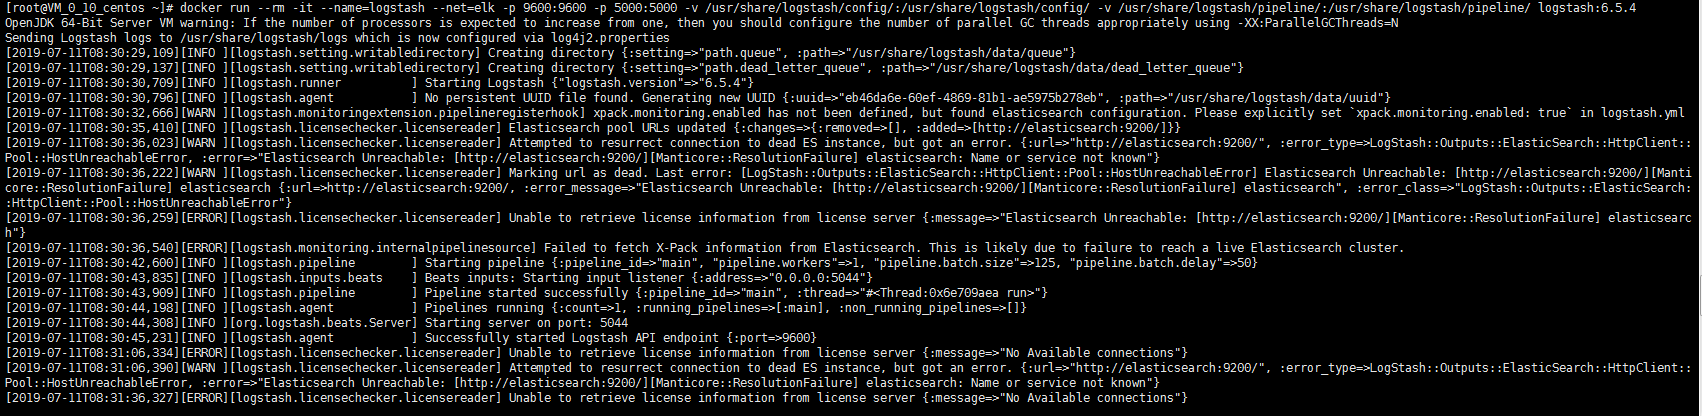 [root@VM_0_10_centos ~]# docker run --rm -it --name=logstash --net=elk -p 9600:9600 -p 5000:5000 -v /usr/share/logstash/config/:/usr/share/logstash/config/ -v /usr/share/logstash/pipeline/:/usr/share/logstash/pipeline/ logstash:6.5.4
OpenJDK 64-Bit Server VM warning: If the number of processors is expected to increase from one, then you should configure the number of parallel GC threads appropriately using -XX:ParallelGCThreads=N
Sending Logstash logs to /usr/share/logstash/logs which is now configured via log4j2.properties
[2019-07-11T08:30:29,109][INFO ][logstash.setting.writabledirectory] Creating directory {:setting=>"path.queue", :path=>"/usr/share/logstash/data/queue"}
[2019-07-11T08:30:29,137][INFO ][logstash.setting.writabledirectory] Creating directory {:setting=>"path.dead_letter_queue", :path=>"/usr/share/logstash/data/dead_letter_queue"}
[2019-07-11T08:30:30,709][INFO ][logstash.runner          ] Starting Logstash {"logstash.version"=>"6.5.4"}
[2019-07-11T08:30:30,796][INFO ][logstash.agent           ] No persistent UUID file found. Generating new UUID {:uuid=>"eb46da6e-60ef-4869-81b1-ae5975b278eb", :path=>"/usr/share/logstash/data/uuid"}
[2019-07-11T08:30:32,666][WARN ][logstash.monitoringextension.pipelineregisterhook] xpack.monitoring.enabled has not been defined, but found elasticsearch configuration. Please explicitly set `xpack.monitoring.enabled: true` in logstash.yml
[2019-07-11T08:30:35,410][INFO ][logstash.licensechecker.licensereader] Elasticsearch pool URLs updated {:changes=>{:removed=>[], :added=>[http://elasticsearch:9200/]}}
[2019-07-11T08:30:36,023][WARN ][logstash.licensechecker.licensereader] Attempted to resurrect connection to dead ES instance, but got an error. {:url=>"http://elasticsearch:9200/", :error_type=>LogStash::Outputs::ElasticSearch::HttpClient::
Pool::HostUnreachableError, :error=>"Elasticsearch Unreachable: [http://elasticsearch:9200/][Manticore::ResolutionFailure] elasticsearch: Name or service not known"}
[2019-07-11T08:30:36,222][WARN ][logstash.licensechecker.licensereader] Marking url as dead. Last error: [LogStash::Outputs::ElasticSearch::HttpClient::Pool::HostUnreachableError] Elasticsearch Unreachable: [http://elasticsearch:9200/][Manti
core::ResolutionFailure] elasticsearch {:url=>http://elasticsearch:9200/, :error_message=>"Elasticsearch Unreachable: [http://elasticsearch:9200/][Manticore::ResolutionFailure] elasticsearch", :error_class=>"LogStash::Outputs::ElasticSearch:
:HttpClient::Pool::HostUnreachableError"}
[2019-07-11T08:30:36,259][ERROR][logstash.licensechecker.licensereader] Unable to retrieve license information from license server {:message=>"Elasticsearch Unreachable: [http://elasticsearch:9200/][Manticore::ResolutionFailure] elasticsearc
h"}
[2019-07-11T08:30:36,540][ERROR][logstash.monitoring.internalpipelinesource] Failed to fetch X-Pack information from Elasticsearch. This is likely due to failure to reach a live Elasticsearch cluster.
[2019-07-11T08:30:42,600][INFO ][logstash.pipeline        ] Starting pipeline {:pipeline_id=>"main", "pipeline.workers"=>1, "pipeline.batch.size"=>125, "pipeline.batch.delay"=>50}
[2019-07-11T08:30:43,835][INFO ][logstash.inputs.beats    ] Beats inputs: Starting input listener {:address=>"0.0.0.0:5044"}
[2019-07-11T08:30:43,909][INFO ][logstash.pipeline        ] Pipeline started successfully {:pipeline_id=>"main", :thread=>"#<Thread:0x6e709aea run>"}
[2019-07-11T08:30:44,198][INFO ][logstash.agent           ] Pipelines running {:count=>1, :running_pipelines=>[:main], :non_running_pipelines=>[]}
[2019-07-11T08:30:44,308][INFO ][org.logstash.beats.Server] Starting server on port: 5044
[2019-07-11T08:30:45,231][INFO ][logstash.agent           ] Successfully started Logstash API endpoint {:port=>9600}
[2019-07-11T08:31:06,334][ERROR][logstash.licensechecker.licensereader] Unable to retrieve license information from license server {:message=>"No Available connections"}
[2019-07-11T08:31:06,390][WARN ][logstash.licensechecker.licensereader] Attempted to resurrect connection to dead ES instance, but got an error. {:url=>"http://elasticsearch:9200/", :error_type=>LogStash::Outputs::ElasticSearch::HttpClient::
Pool::HostUnreachableError, :error=>"Elasticsearch Unreachable: [http://elasticsearch:9200/][Manticore::ResolutionFailure] elasticsearch: Name or service not known"}
[2019-07-11T08:31:36,327][ERROR][logstash.licensechecker.licensereader] Unable to retrieve license information from license server {:message=>"No Available connections"}